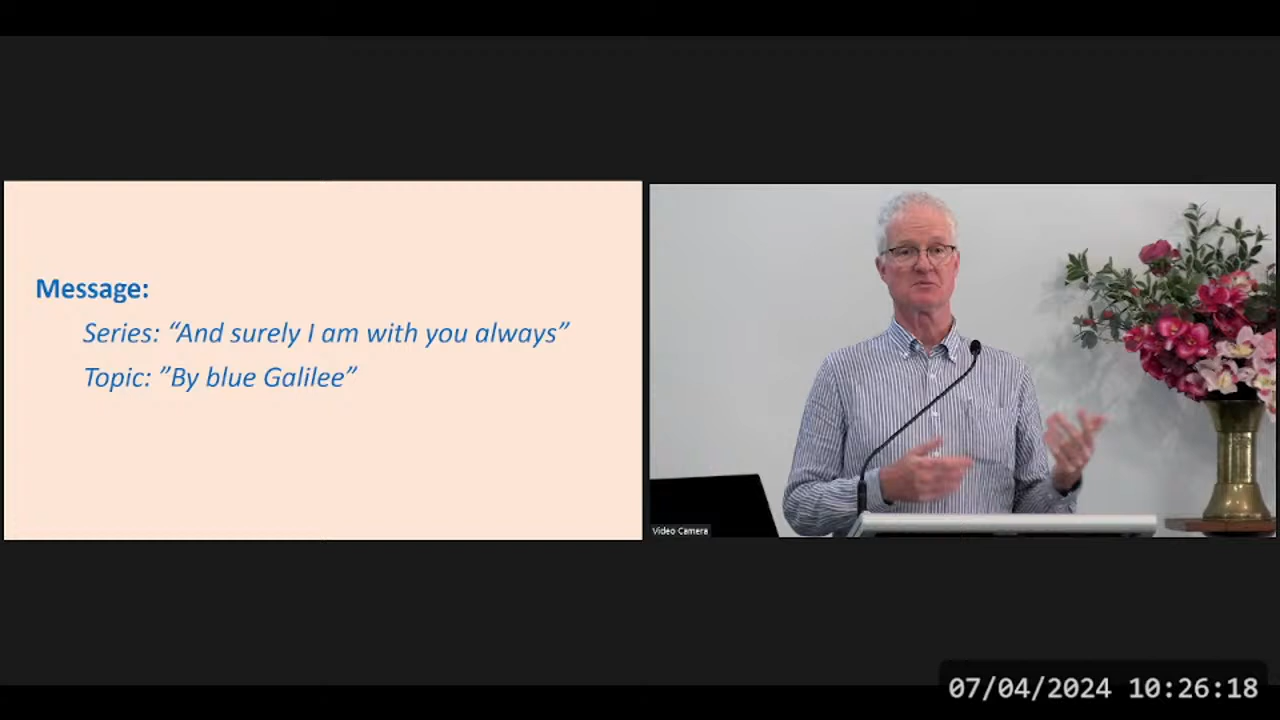 Message:
Series: “And surely I am with you always”
Topic: ”By blue Galilee”
Video Camera
07/04/2024 10:26:18